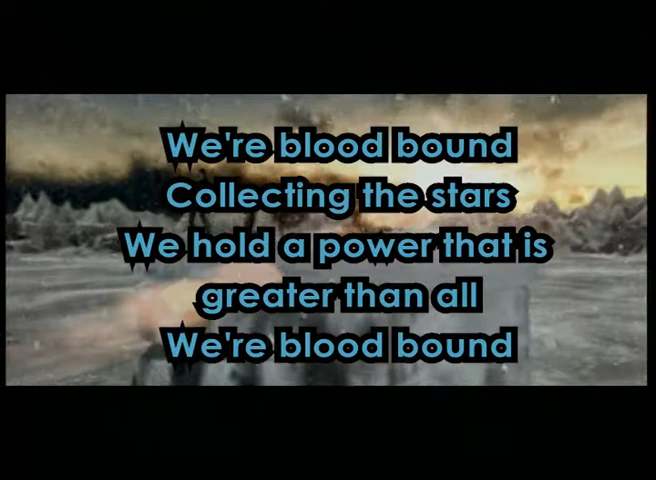 We're blood bound
Collecting the stars
We hold a power that is
greater than all
We're blood bound